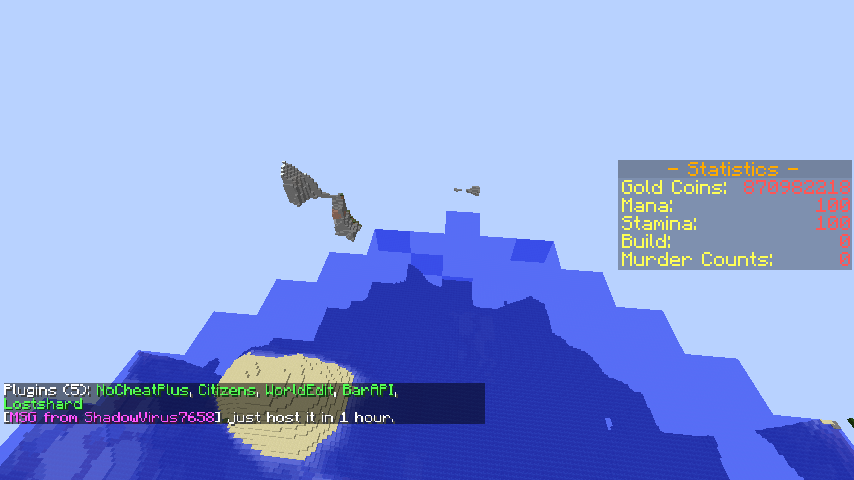 - Statistics -
Gold Coins: 870982218
Mana: 100
Stamina: 100
Build: 0
Murder Counts: 0
Plugins (5): NoCheatPlus, Citizens, WorldEdit, BarAPI,
Lostshard
[MSG from ShadowVirus7658] just host it in 1 hour.